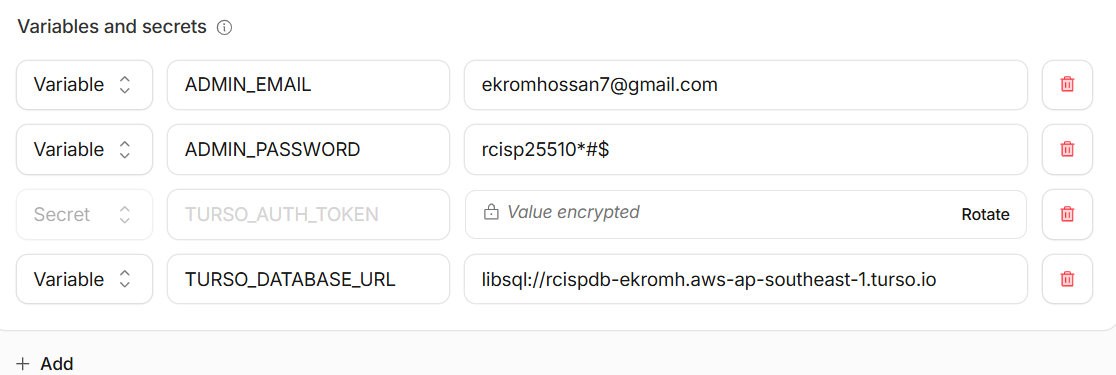 Variables and secrets
Variable ADMIN_EMAIL ekromhossan7@gmail.com
Variable ADMIN_PASSWORD rcisp25510*#$
Secret TURSO_AUTH_TOKEN Value encrypted Rotate
Variable TURSO_DATABASE_URL libsql://rcispdb-ekromh.aws-ap-southeast-1.turso.io
+ Add